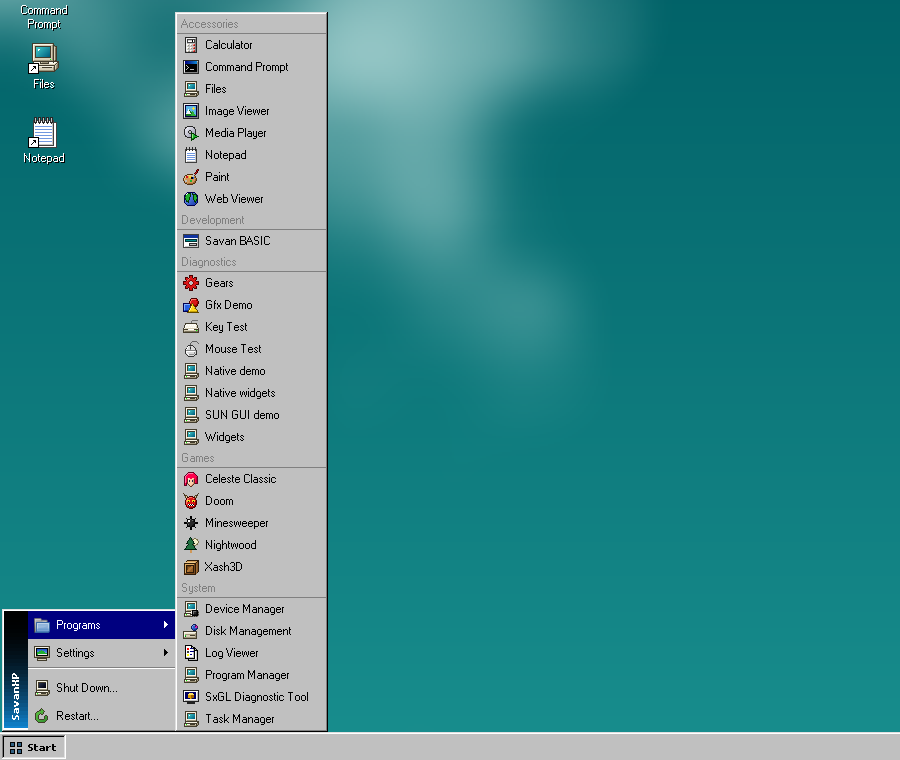 Command
Prompt
Files
Notepad
Accessories
Calculator
Command Prompt
Files
Image Viewer
Media Player
Notepad
Paint
Web Viewer
Development
Savan BASIC
Diagnostics
Gears
Gfx Demo
Key Test
Mouse Test
Native demo
Native widgets
SUN GUI demo
Widgets
Games
Celeste Classic
Doom
Minesweeper
Nightwood
Xash3D
System
Device Manager
Disk Management
Log Viewer
Program Manager
SxGL Diagnostic Tool
Task Manager
Programs
Settings
Shut Down...
Restart...
SavanXP
Start